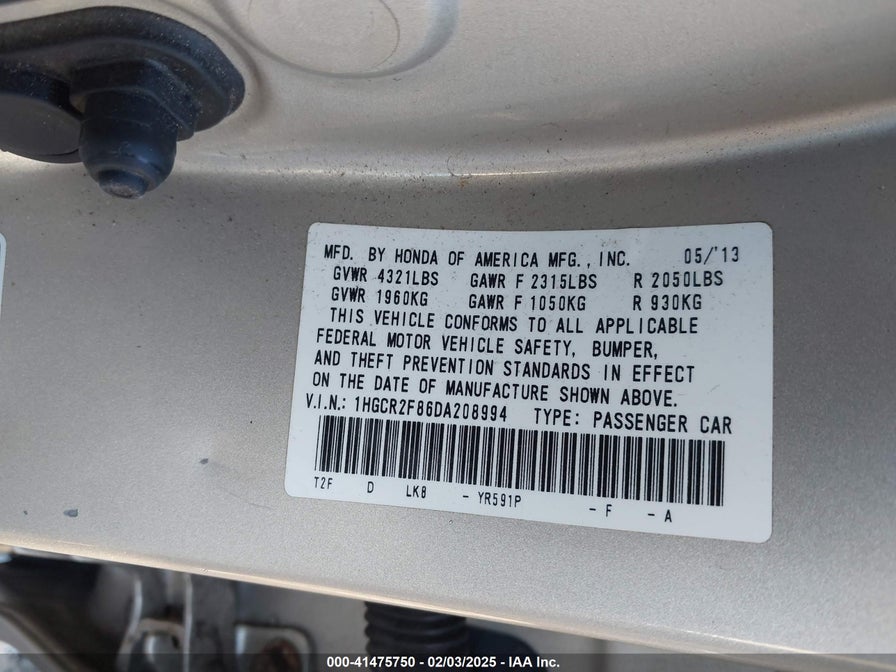 MFD. BY HONDA OF AMERICA MFG., INC. 05/'13
GVWR 4321LBS GAWR F 2315LBS R 2050LBS
GVWR 1960KG GAWR F 1050KG R 930KG
THIS VEHICLE CONFORMS TO ALL APPLICABLE
FEDERAL MOTOR VEHICLE SAFETY, BUMPER,
AND THEFT PREVENTION STANDARDS IN EFFECT
ON THE DATE OF MANUFACTURE SHOWN ABOVE.
V.I.N.: 1HGCR2F86DA208994 TYPE: PASSENGER CAR
T2F D LK8 - YR591P - F - A
000-41475750 - 02/03/2025 - IAA Inc.